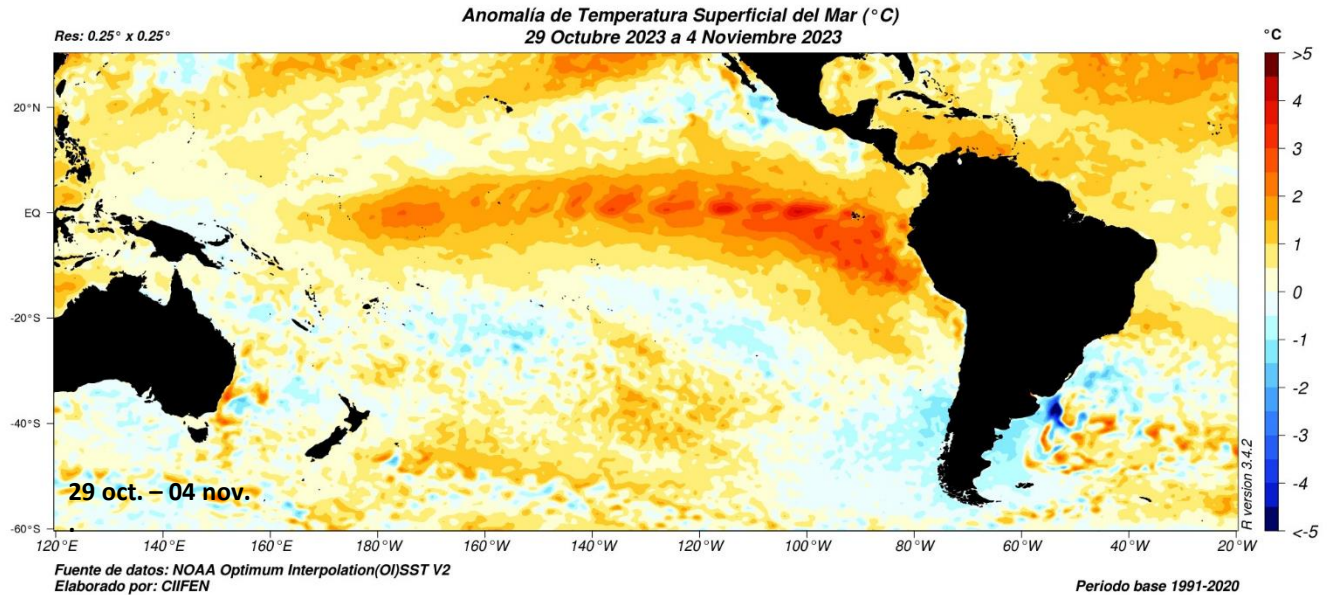 Anomalía de Temperatura Superficial del Mar (°C)
29 Octubre 2023 a 4 Noviembre 2023
Res: 0.25° x 0.25°
°C
>5
4
3
2
1
0
-1
-2
-3
-4
<-5
20°N
EQ
-20°S
-40°S
-60°S
29 oct. – 04 nov.
120°E 140°E 160°E 180°W 160°W 140°W 120°W 100°W 80°W 60°W 40°W 20°W
R version 3.4.2
Fuente de datos: NOAA Optimum Interpolation(OI)SST V2
Elaborado por: CIIFEN
Periodo base 1991-2020